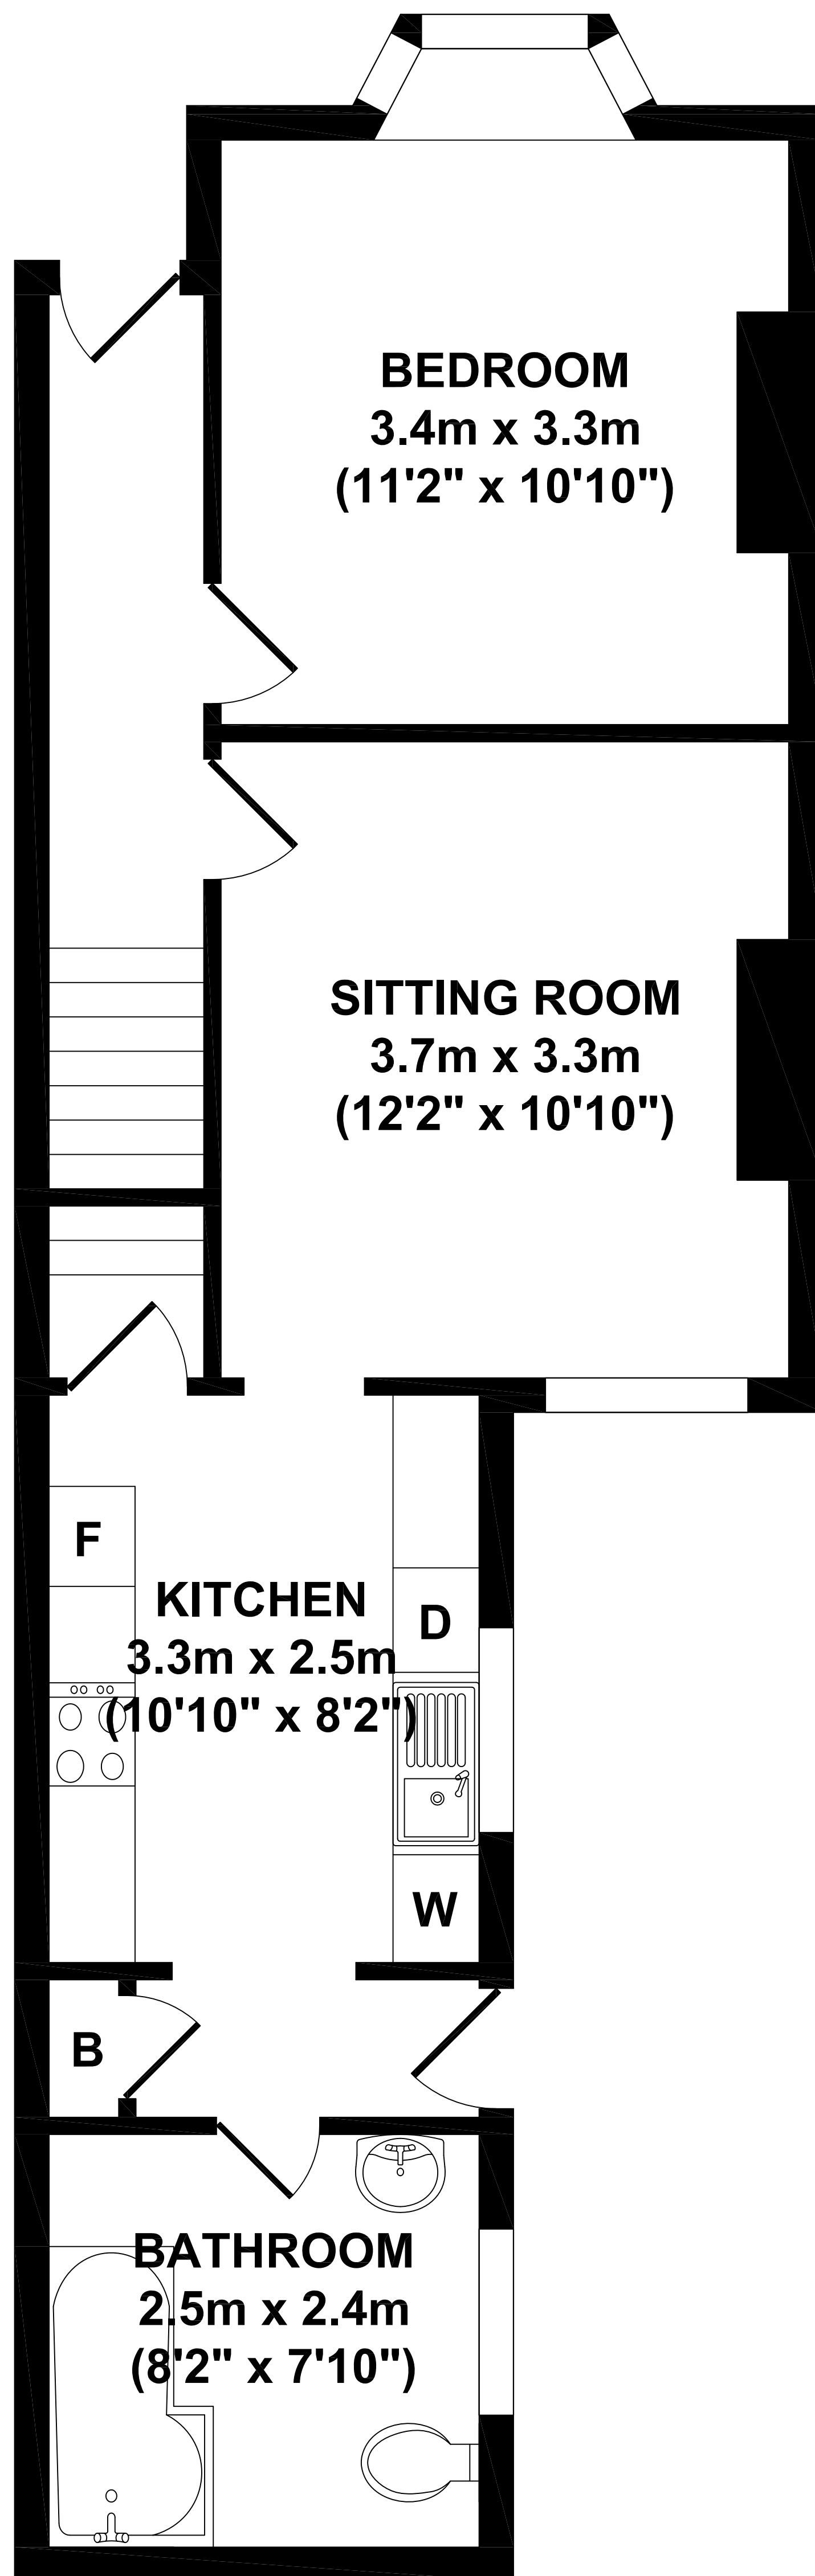 BEDROOM
3.4m x 3.3m
(11'2" x 10'10")
SITTING ROOM
3.7m x 3.3m
(12'2" x 10'10")
F
KITCHEN
3.3m x 2.5m
(10'10" x 8'2")
D
W
B
BATHROOM
2.5m x 2.4m
(8'2" x 7'10")